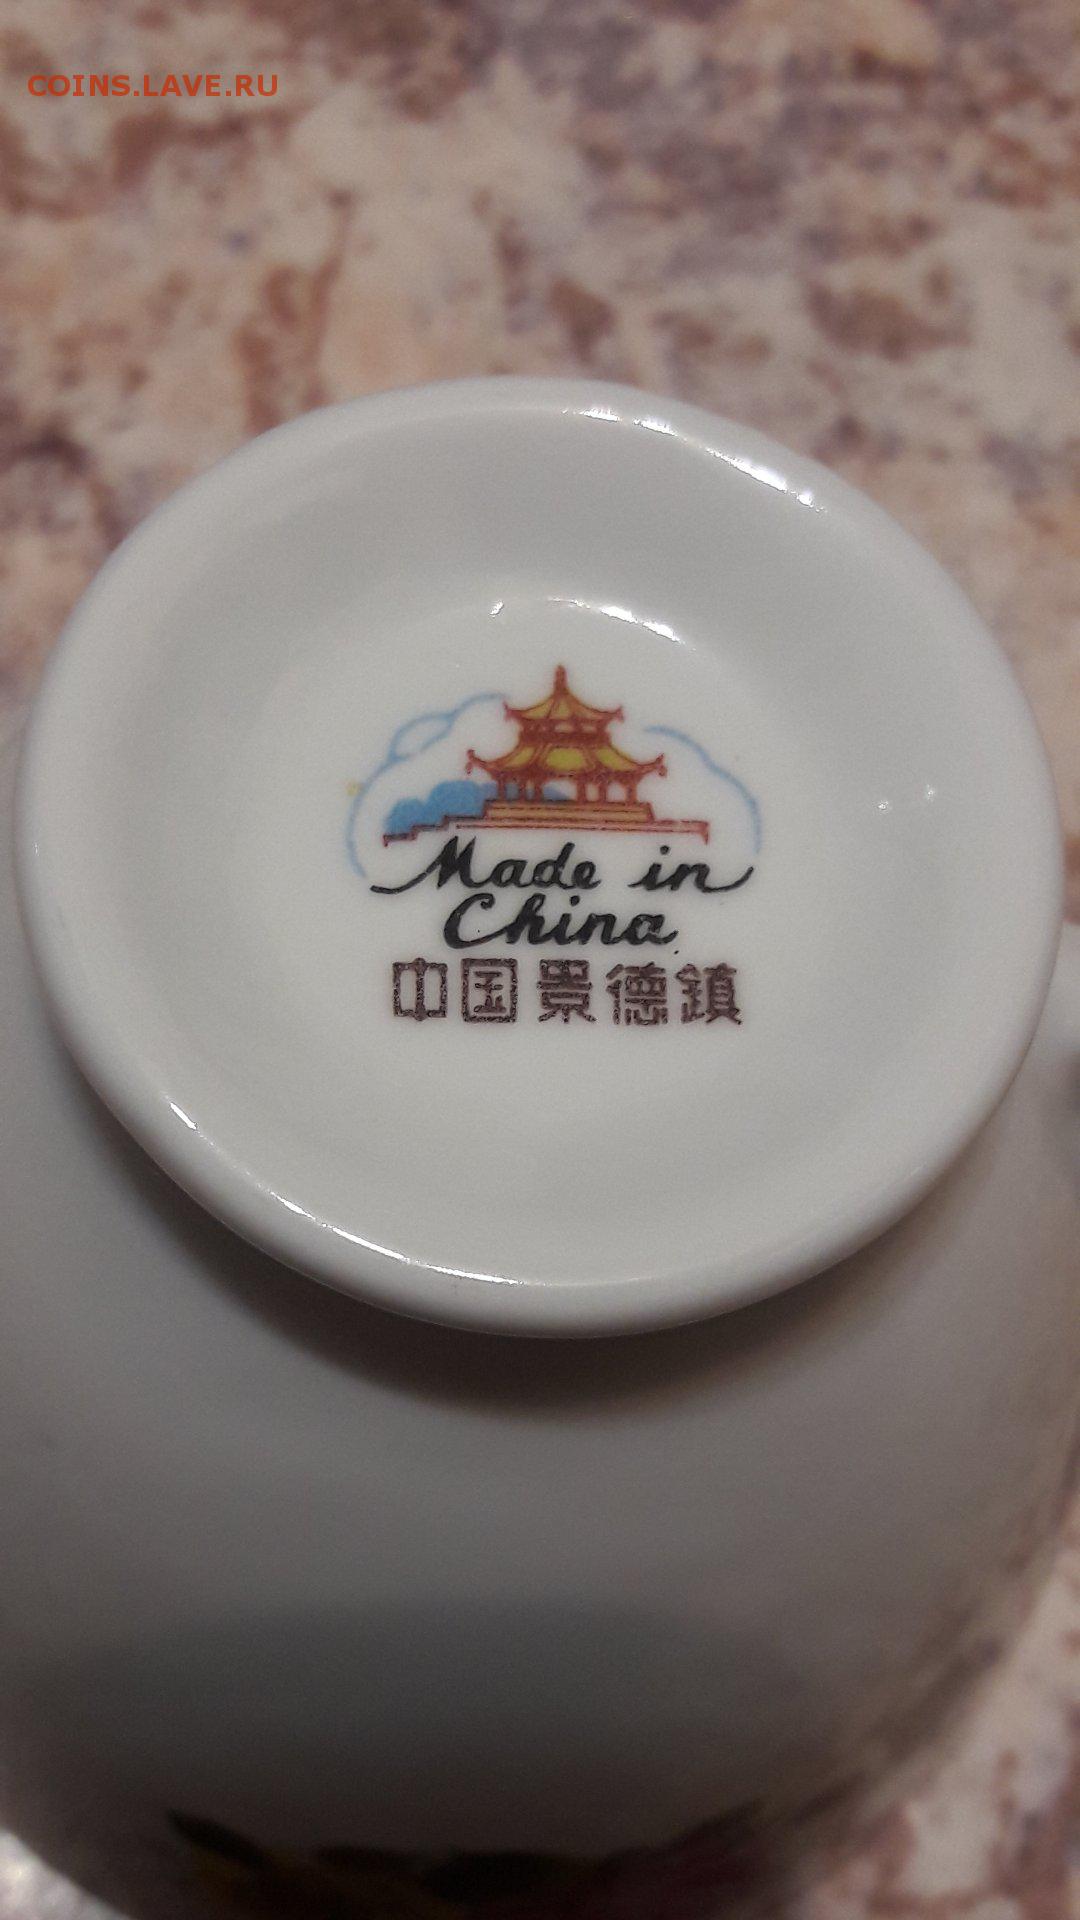 COINS.LAVE.RU
Made in
China
中国景德鎮